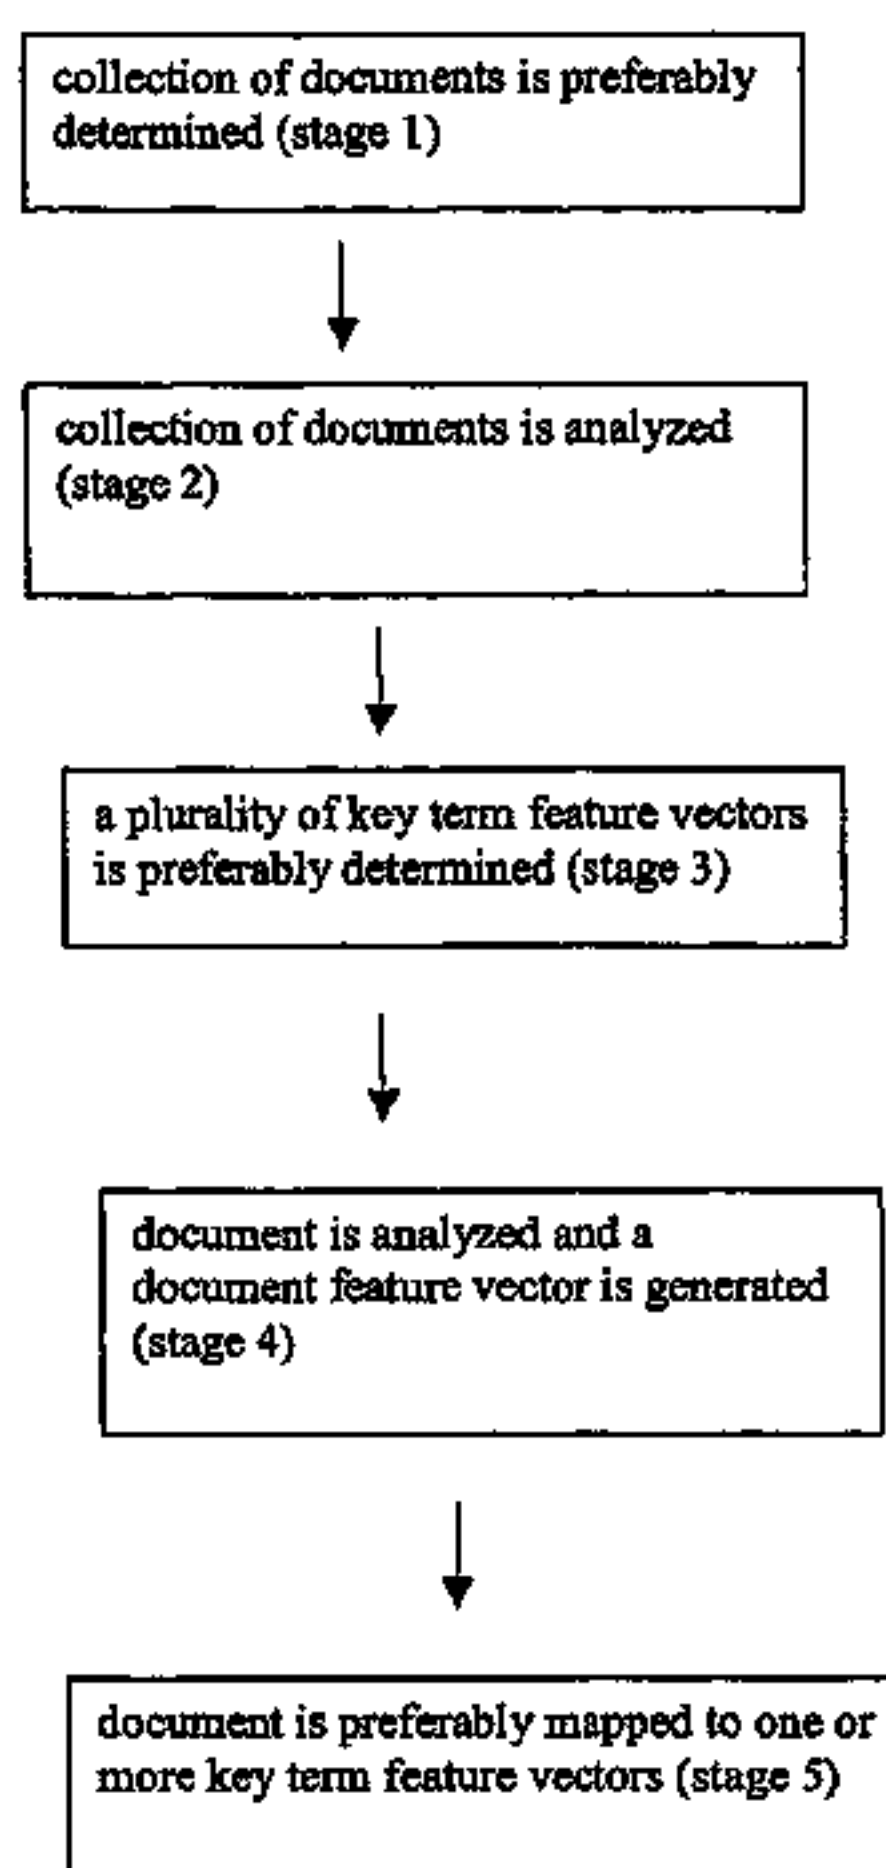 collection of documents is preferably
determined (stage 1)
collection of documents is analyzed
(stage 2)
a plurality of key term feature vectors
is preferably determined (stage 3)
document is analyzed and a
document feature vector is generated
(stage 4)
document is preferably mapped to one or
more key term feature vectors (stage 5)